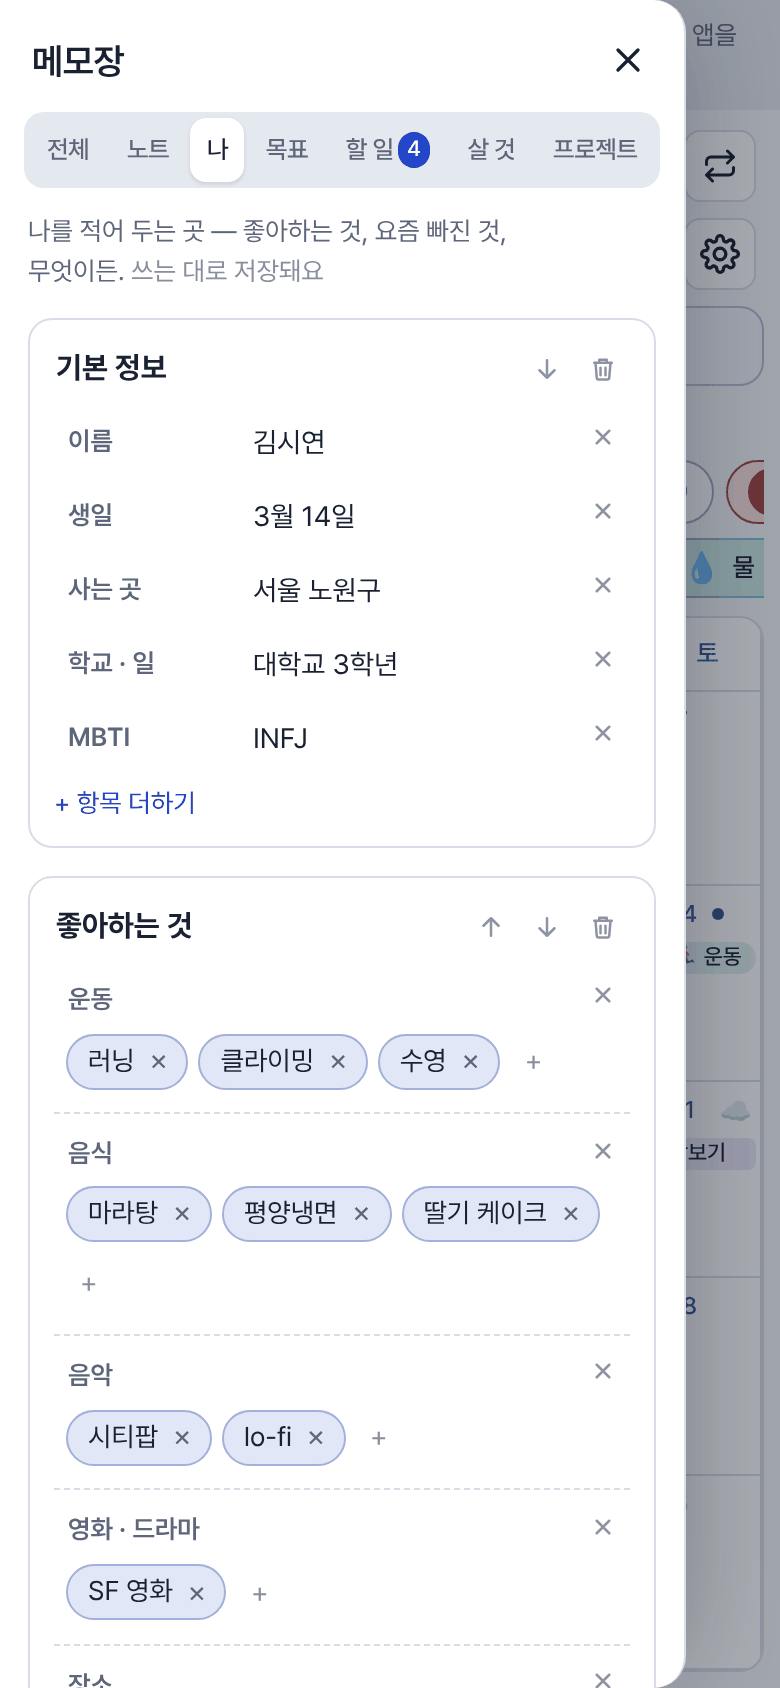 앱을
메모장
전체 노트 나 목표 할 일 4 살 것 프로젝트
나를 적어 두는 곳 — 좋아하는 것, 요즘 빠진 것,
무엇이든. 쓰는 대로 저장돼요
기본 정보
이름 김시연
생일 3월 14일
사는 곳 서울 노원구
학교 · 일 대학교 3학년
MBTI INFJ
+ 항목 더하기
물
토
좋아하는 것
운동
러닝 × 클라이밍 × 수영 × +
음식
마라탕 × 평양냉면 × 딸기 케이크 ×
+
음악
시티팝 × lo-fi × +
영화 · 드라마
SF 영화 × +
장소
4
운동
1
보기
8